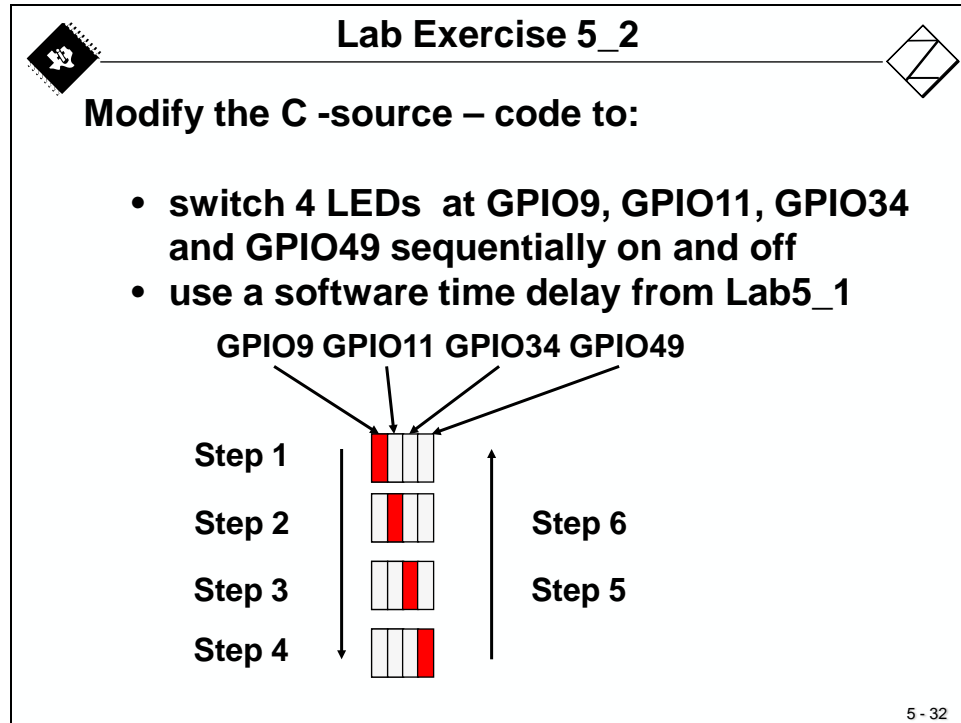 Lab Exercise 5_2
Modify the C -source – code to:
• switch 4 LEDs at GPIO9, GPIO11, GPIO34
and GPIO49 sequentially on and off
• use a software time delay from Lab5_1
GPIO9 GPIO11 GPIO34 GPIO49
Step 1
Step 2 Step 6
Step 3 Step 5
Step 4
5 - 32